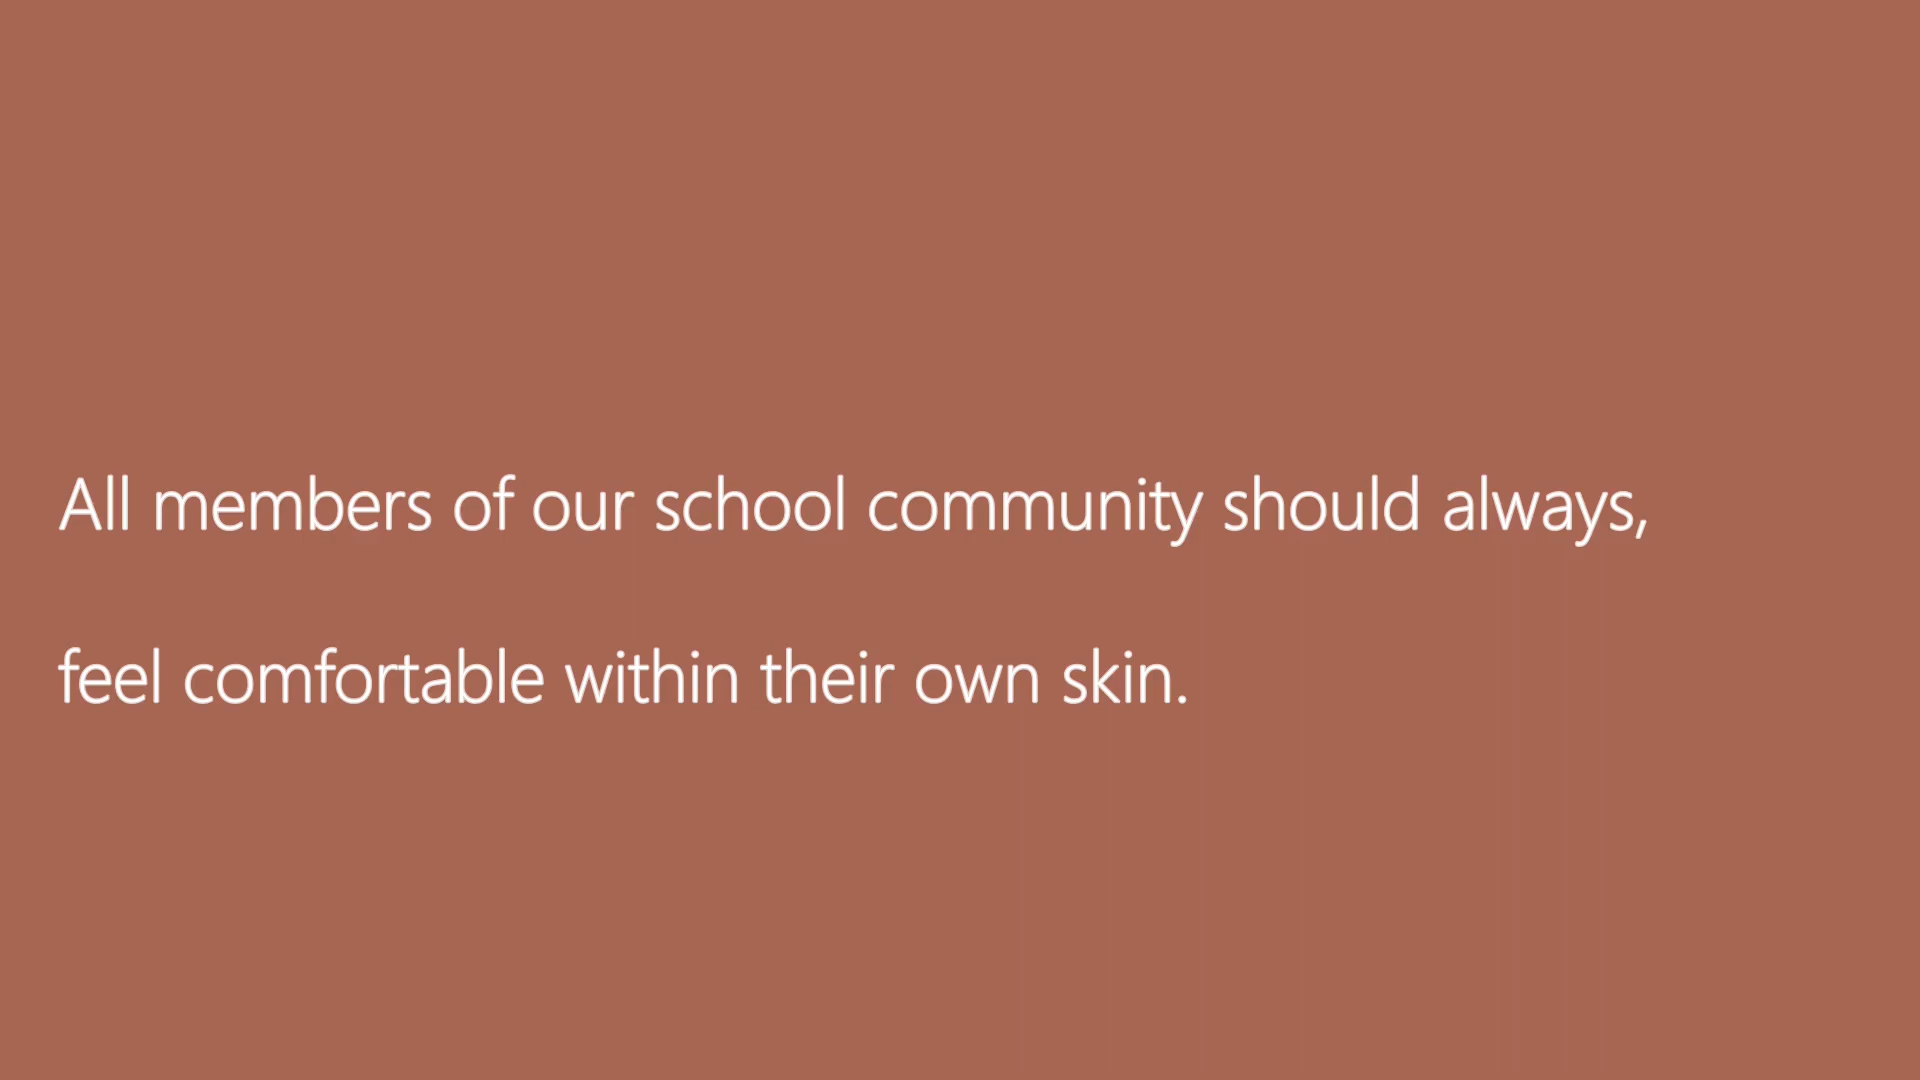 All members of our school community should always,
feel comfortable within their own skin.